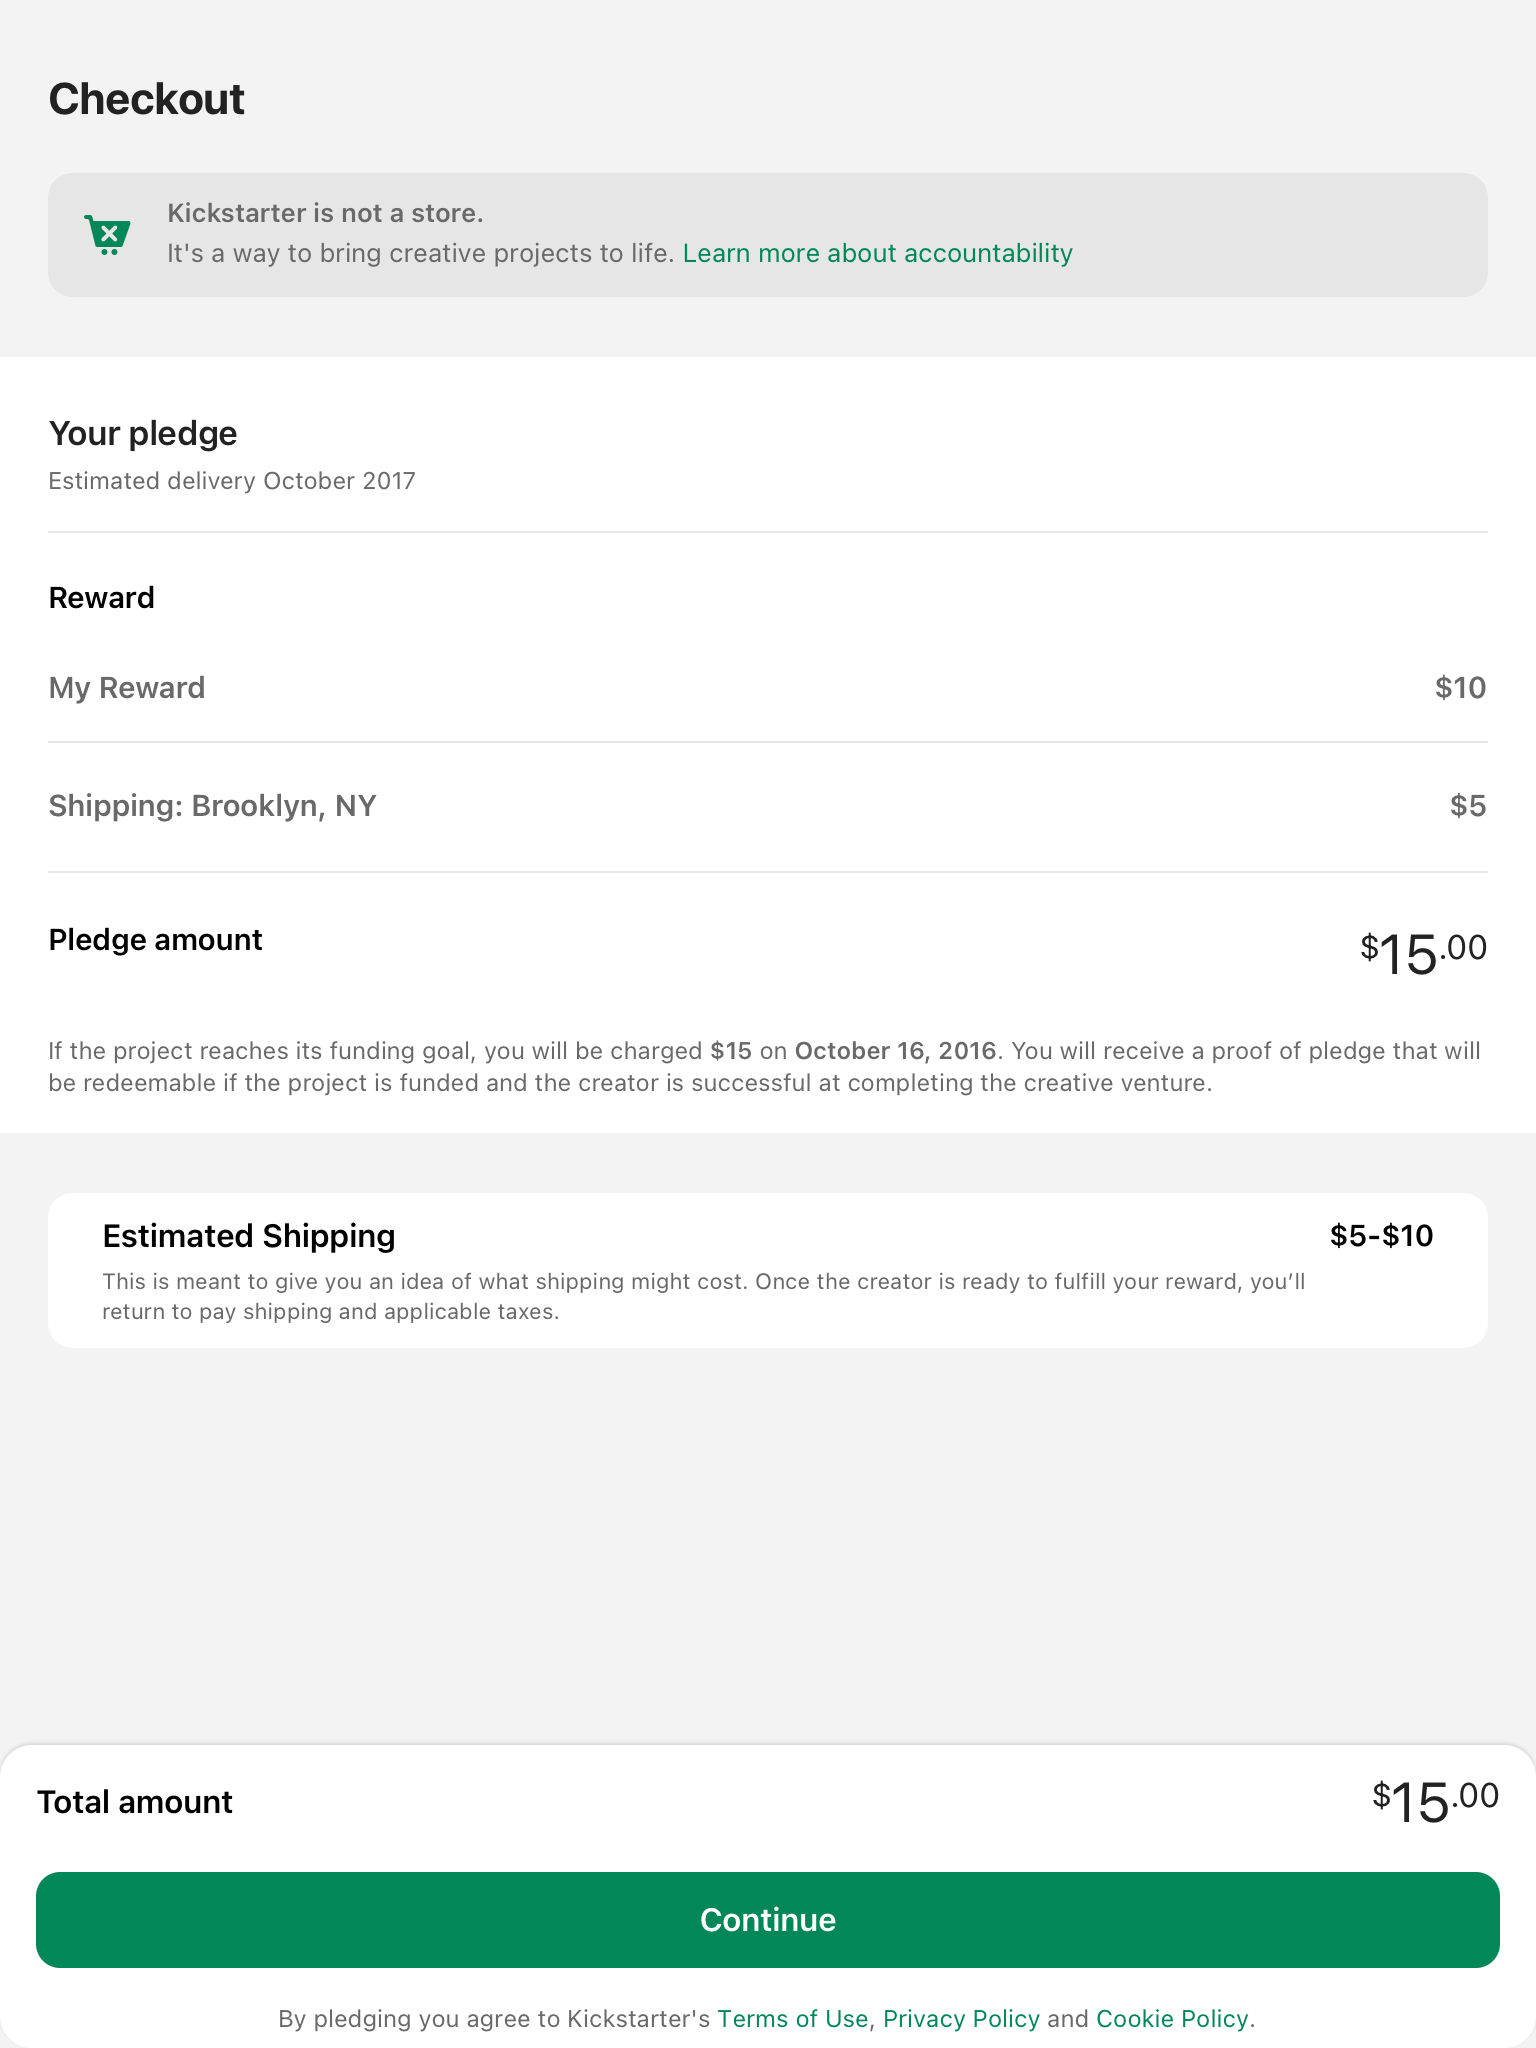 Checkout
Kickstarter is not a store.
It's a way to bring creative projects to life. Learn more about accountability
Your pledge
Estimated delivery October 2017
Reward
My Reward $10
Shipping: Brooklyn, NY $5
Pledge amount $15.00
If the project reaches its funding goal, you will be charged $15 on October 16, 2016. You will receive a proof of pledge that will
be redeemable if the project is funded and the creator is successful at completing the creative venture.
Estimated Shipping $5-$10
This is meant to give you an idea of what shipping might cost. Once the creator is ready to fulfill your reward, you’ll
return to pay shipping and applicable taxes.
Total amount $15.00
Continue
By pledging you agree to Kickstarter's Terms of Use, Privacy Policy and Cookie Policy.